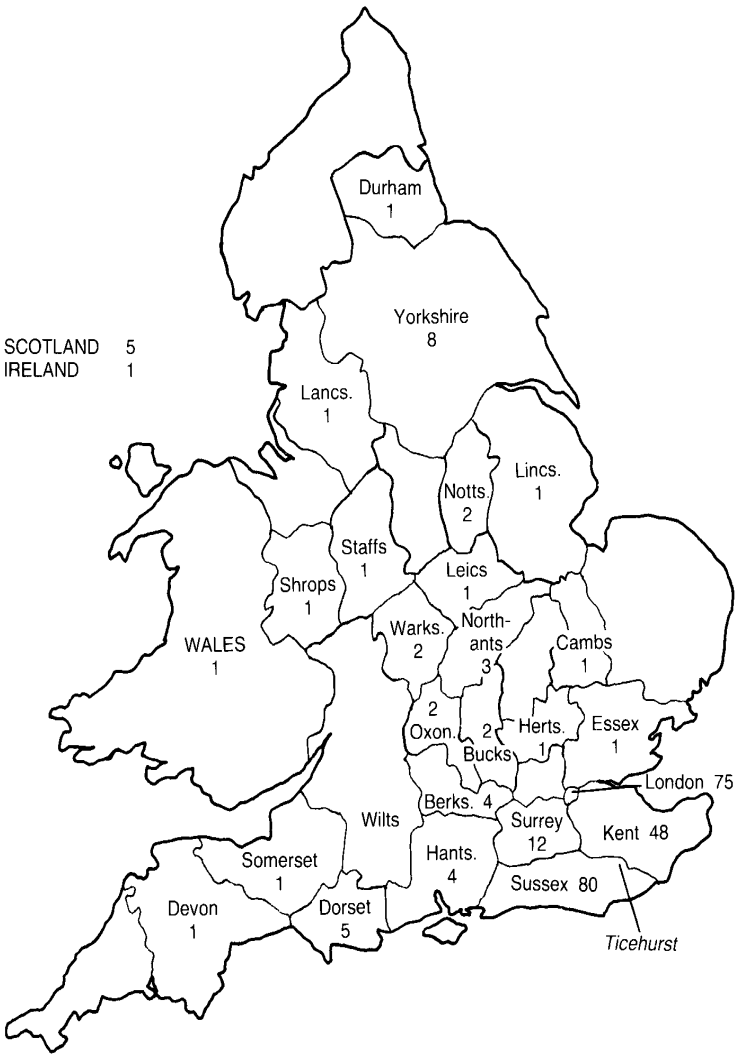 Durham
1
Yorkshire
8
SCOTLAND 5
IRELAND 1
Lancs.
1
Lincs.
1
Notts.
2
Staffs
1
Leics
1
Shrops
1
North-
ants
3
Warks.
2
Cambs
1
WALES
1
2
Oxon.
2
Bucks
Herts.
1
Essex
1
London 75
Berks. 4
Wilts
Surrey
12
Kent 48
Hants.
4
Somerset
1
Sussex 80
Devon
1
Dorset
5
Ticehurst